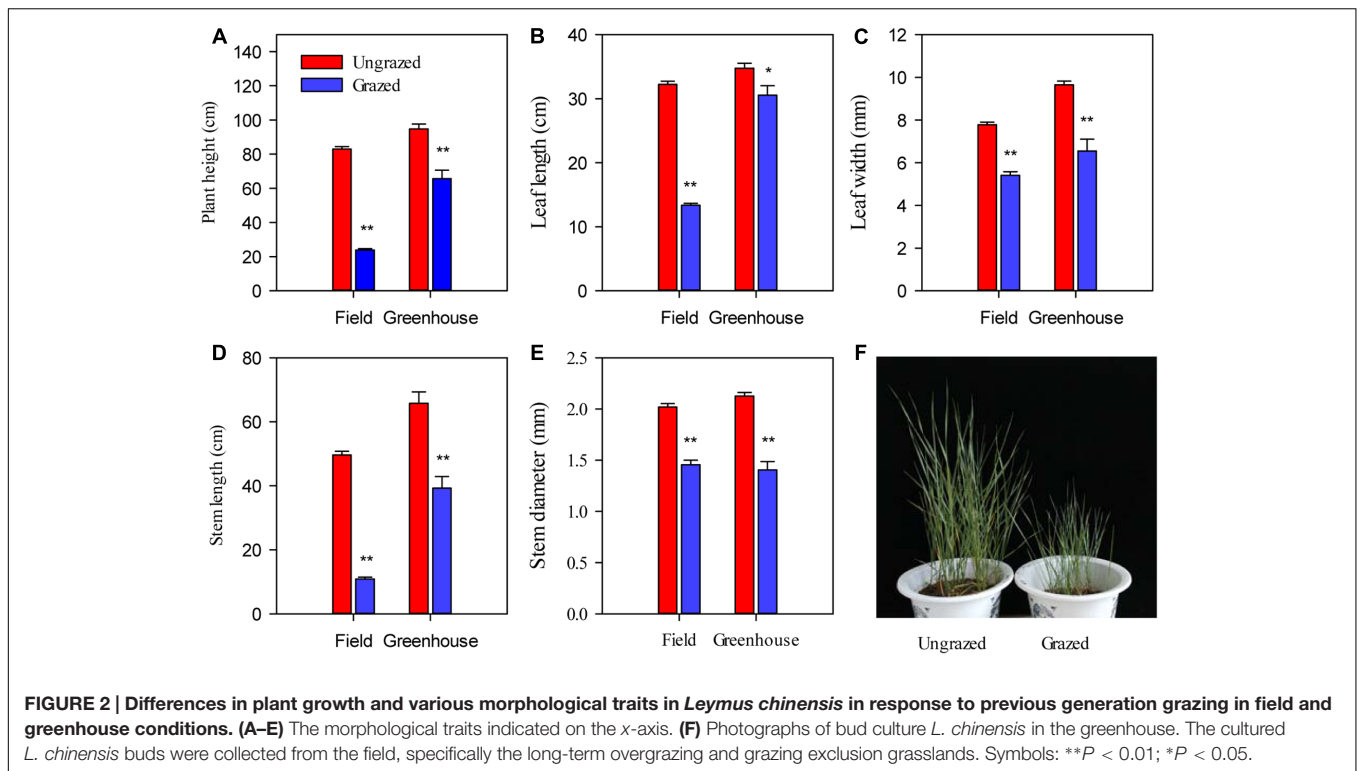 A
140
120
100
80
60
40
20
0
Plant height (cm)
Ungrazed
Grazed
**
**
Field Greenhouse
B
40
30
20
10
0
Leaf length (cm)
**
*
Field Greenhouse
C
12
10
8
6
4
2
0
Leaf width (mm)
**
**
Field Greenhouse
D
80
60
40
20
0
Stem length (cm)
**
**
Field Greenhouse
E
2.5
2.0
1.5
1.0
0.5
0.0
Stem diameter (mm)
**
**
Field Greenhouse
F
Ungrazed Grazed
FIGURE 2 | Differences in plant growth and various morphological traits in Leymus chinensis in response to previous generation grazing in field and
greenhouse conditions. (A–E) The morphological traits indicated on the x-axis. (F) Photographs of bud culture L. chinensis in the greenhouse. The cultured
L. chinensis buds were collected from the field, specifically the long-term overgrazing and grazing exclusion grasslands. Symbols: **P < 0.01; *P < 0.05.